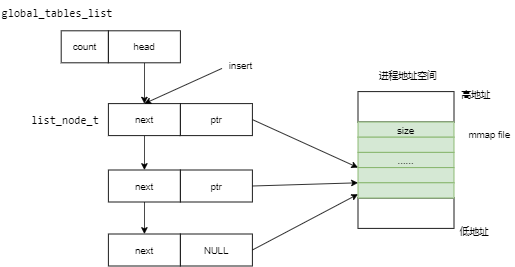 global_tables_list
count
head
insert
进程地址空间
高地址
list_node_t
next
ptr
size
mmap file
......
next
ptr
next
NULL
低地址